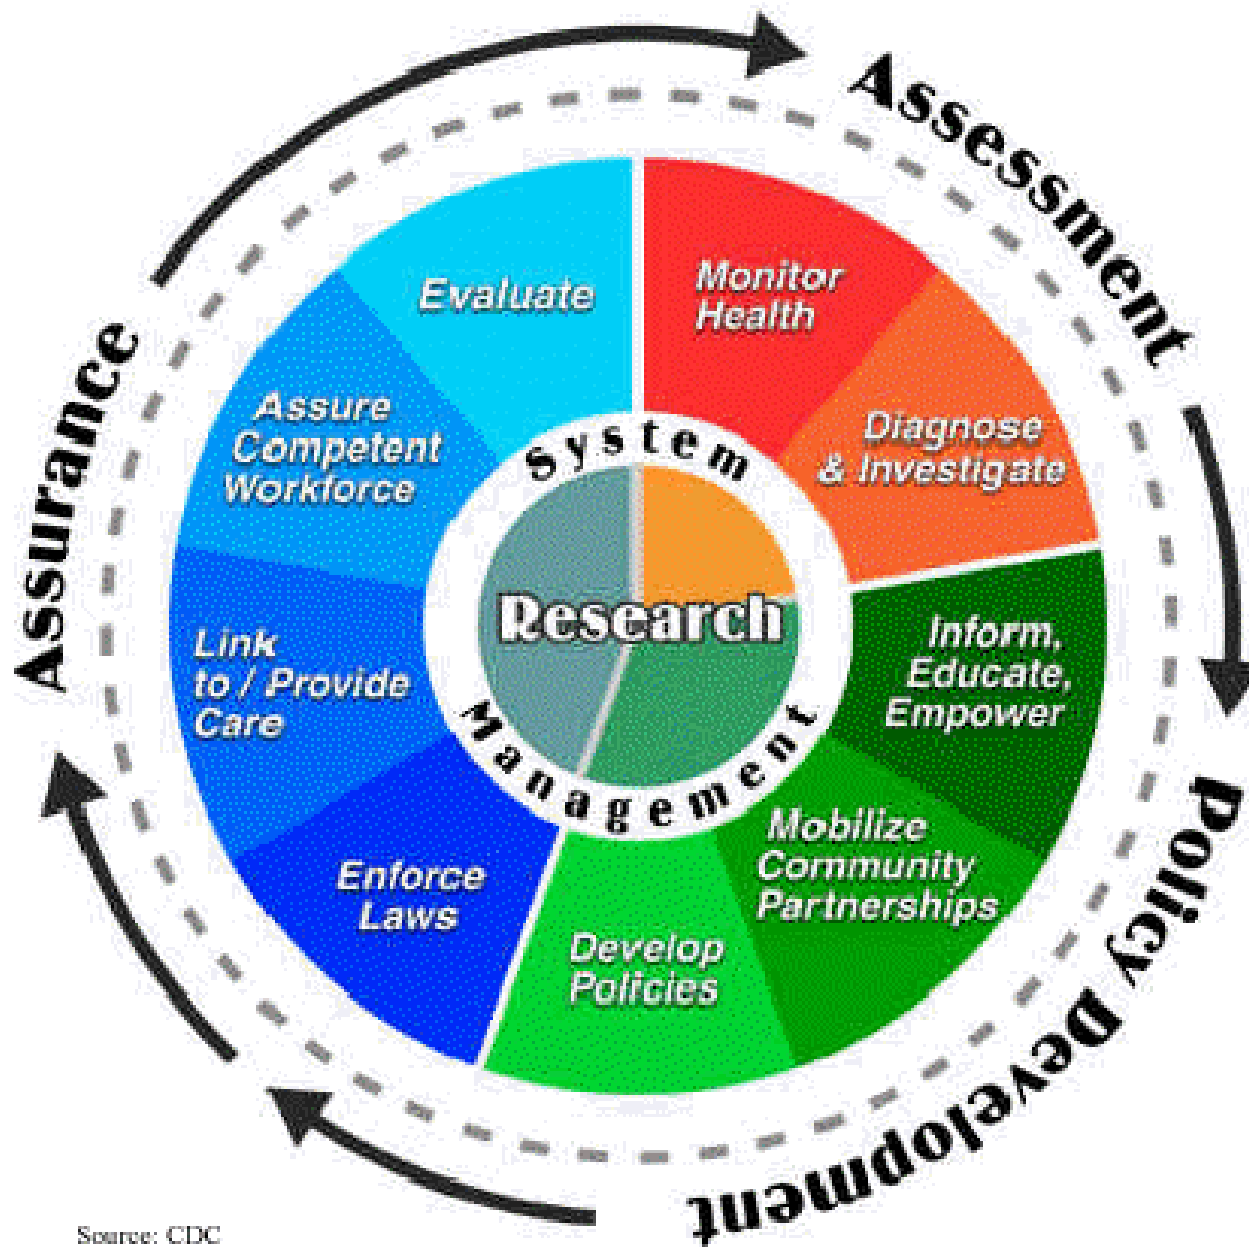 Assessment
Monitor
Health
Diagnose
& Investigate
Inform,
Educate,
Empower
Policy Development
Mobilize
Community
Partnerships
Develop
Policies
Enforce
Laws
Link
to / Provide
Care
Assurance
Assure
Competent
Workforce
Evaluate
System
Management
Research
Source: CDC